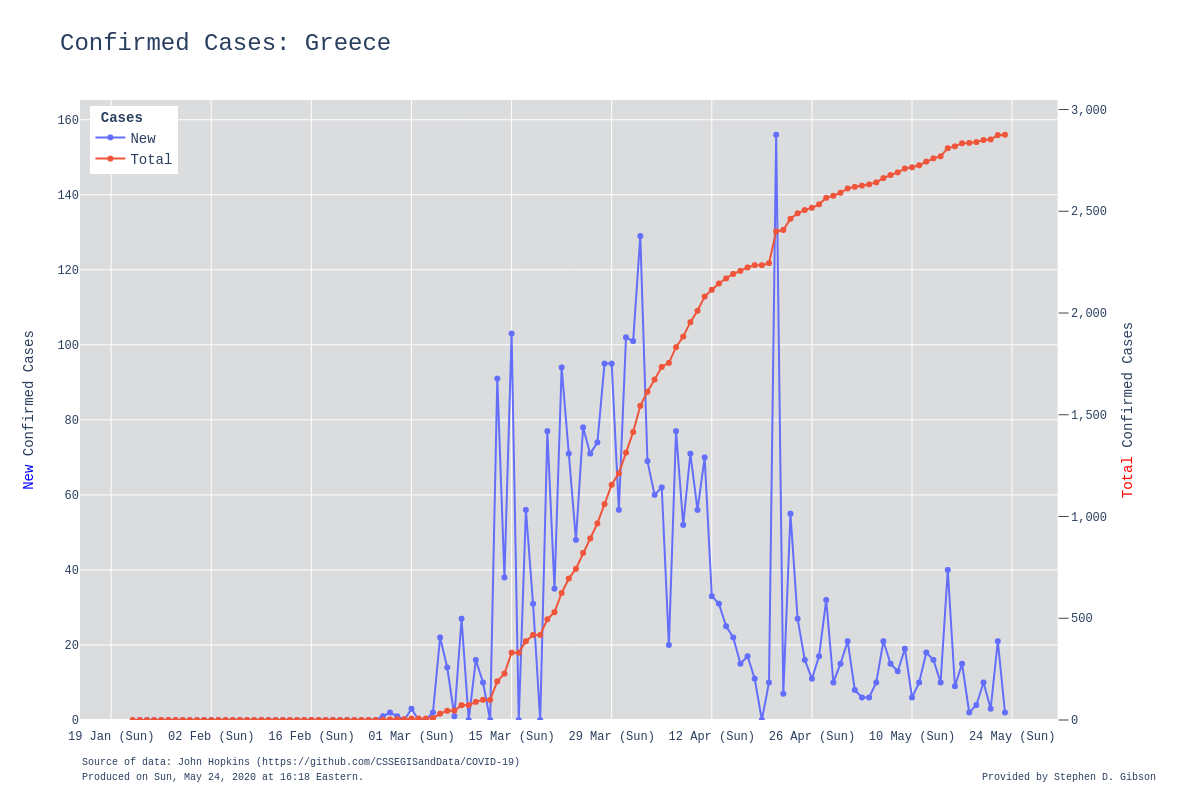 Confirmed Cases: Greece
Cases
New
Total
160
140
120
100
80
60
40
20
0
3,000
2,500
2,000
1,500
1,000
500
0
New Confirmed Cases
Total Confirmed Cases
19 Jan (Sun) 02 Feb (Sun) 16 Feb (Sun) 01 Mar (Sun) 15 Mar (Sun) 29 Mar (Sun) 12 Apr (Sun) 26 Apr (Sun) 10 May (Sun) 24 May (Sun)
Source of data: John Hopkins (https://github.com/CSSEGISandData/COVID-19)
Produced on Sun, May 24, 2020 at 16:18 Eastern.
Provided by Stephen D. Gibson